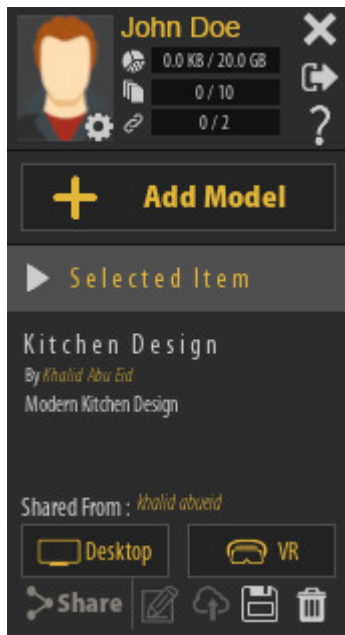 John Doe
0.0 KB / 20.0 GB
0 / 10
0 / 2
?
Add Model
Selected Item
Kitchen Design
By Khalid Abu Eid
Modern Kitchen Design
Shared From : khalid abueid
Desktop VR
Share